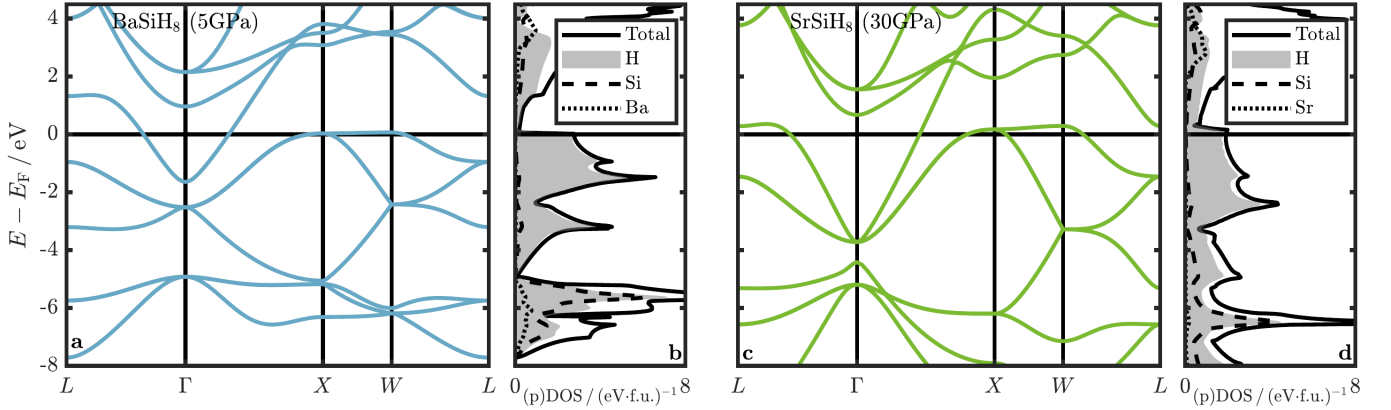 BaSiH₈ (5GPa)
SrSiH₈ (30GPa)
4
2
0
-2
-4
-6
-8
E − E_F / eV
Total
H
Si
Ba
Total
H
Si
Sr
a
b
c
d
L Γ X W L
0 (p)DOS / (eV·f.u.)⁻¹ 8
L Γ X W L
0 (p)DOS / (eV·f.u.)⁻¹ 8